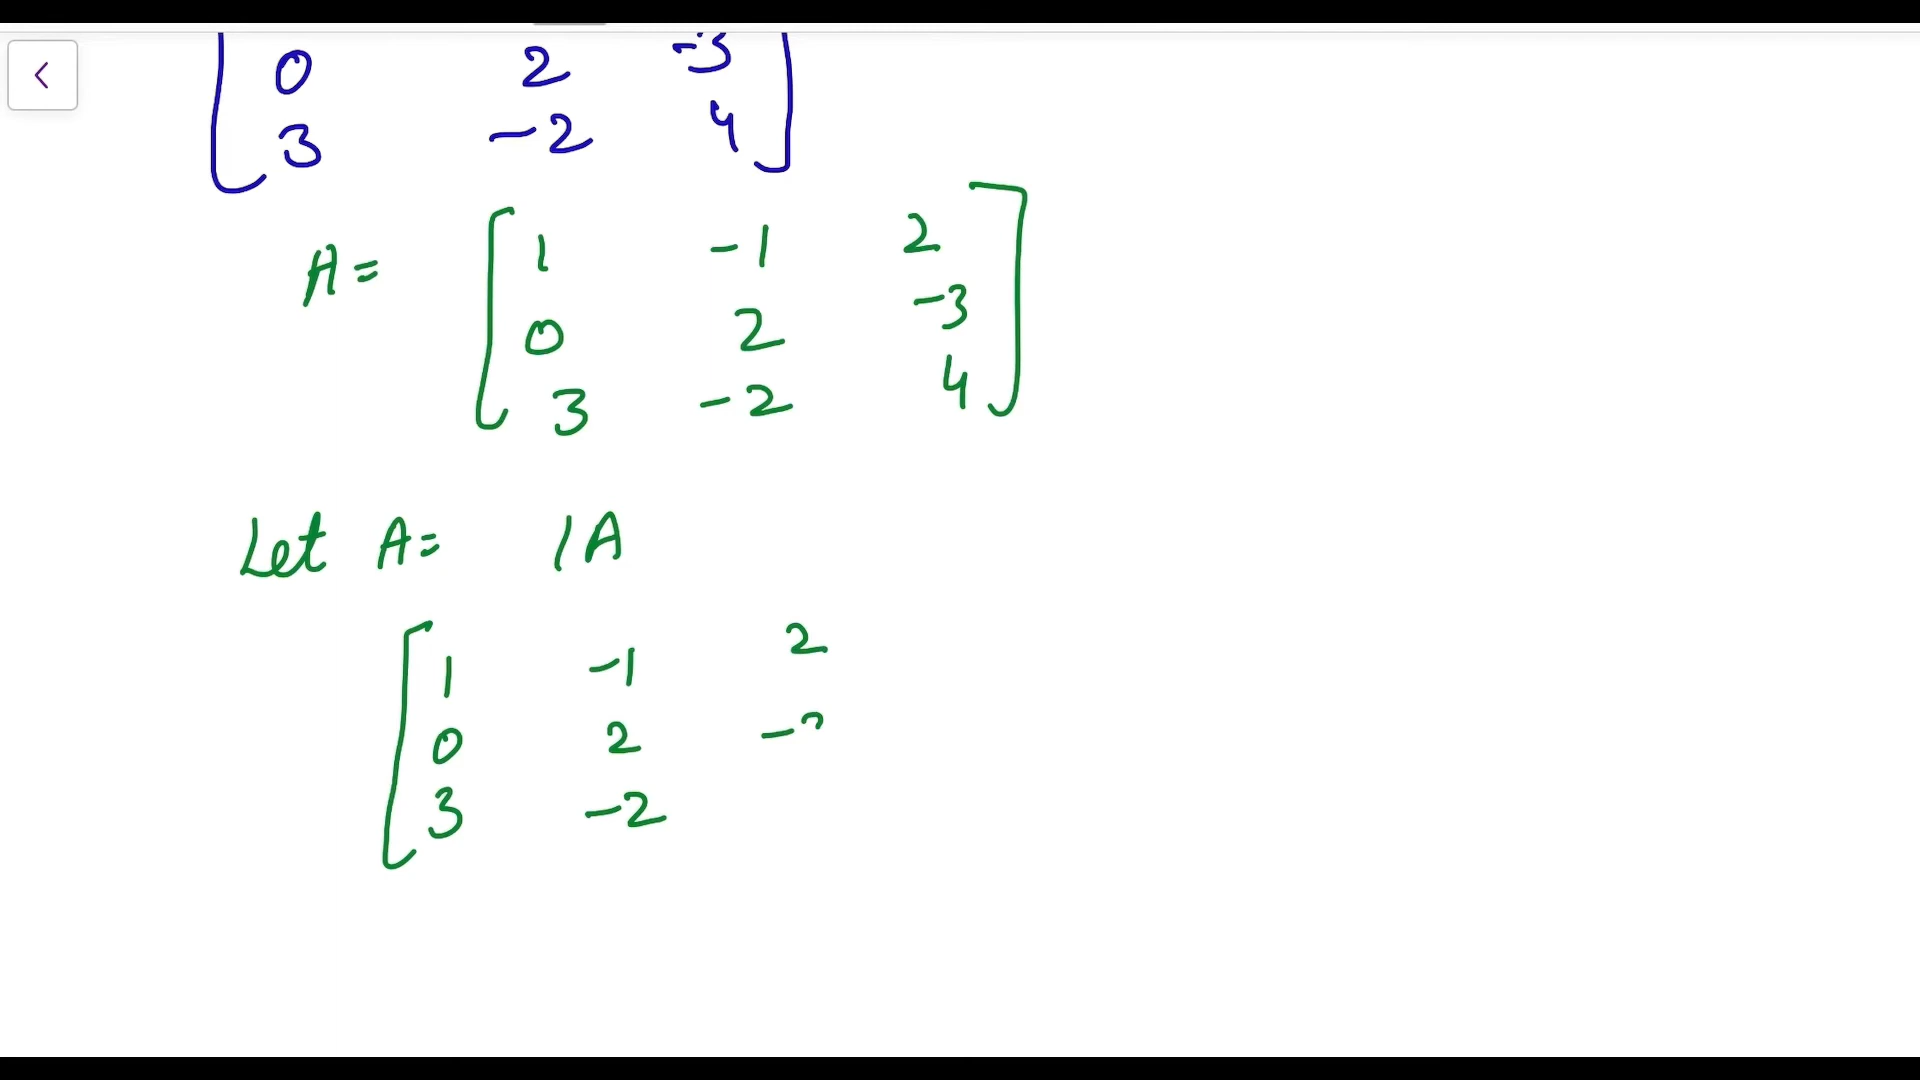 0 2 -3
3 -2 4
A= [ 1 -1 2
0 2 -3
3 -2 4 ]
Let A= IA
[ 1 -1 2
0 2 -
3 -2